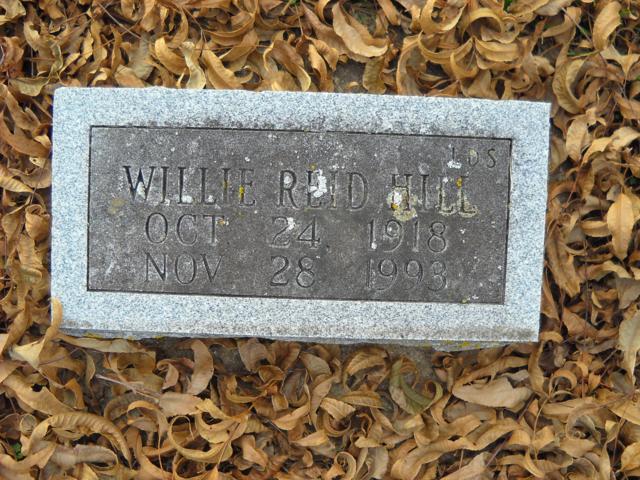 LDS
WILLIE REID HILL
OCT 24 1918
NOV 28 1993